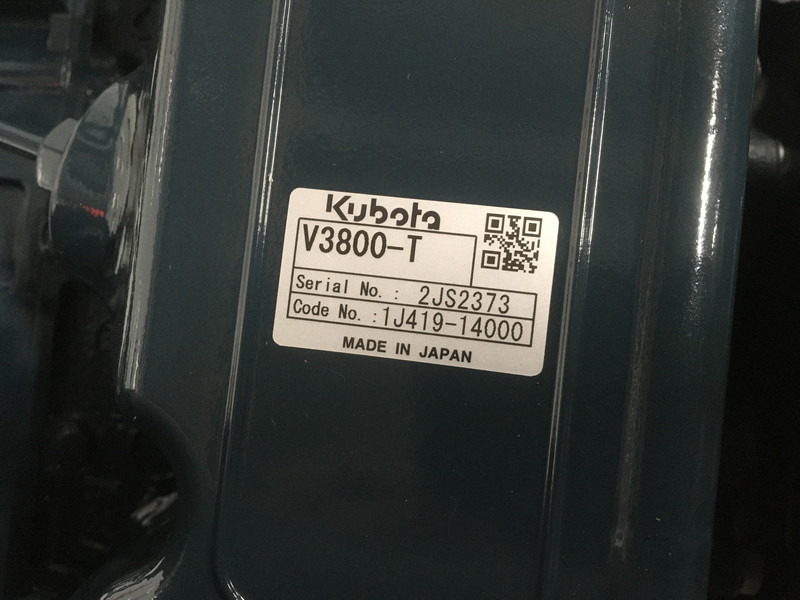 Kubota
V3800-T
Serial No. : 2JS2373
Code No. : 1J419-14000
MADE IN JAPAN